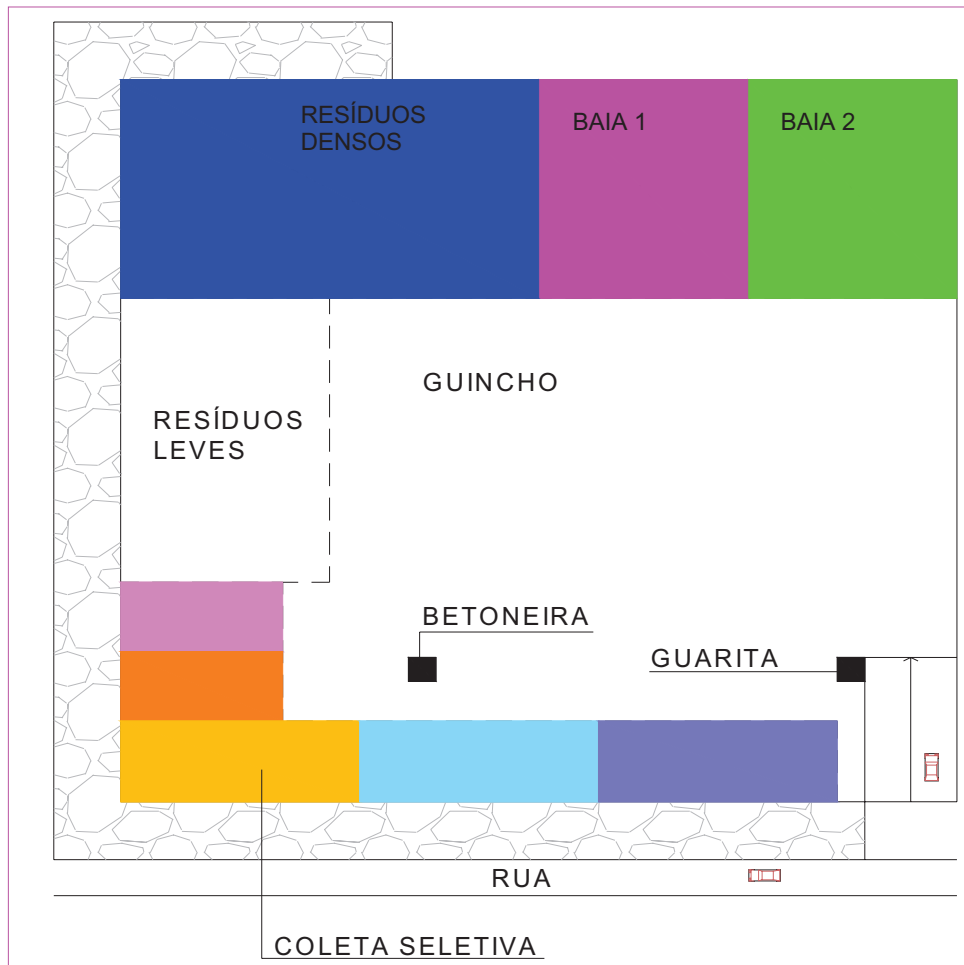 RESÍDUOS
DENSOS
BAIA 1
BAIA 2
GUINCHO
RESÍDUOS
LEVES
BETONEIRA
GUARITA
RUA
COLETA SELETIVA